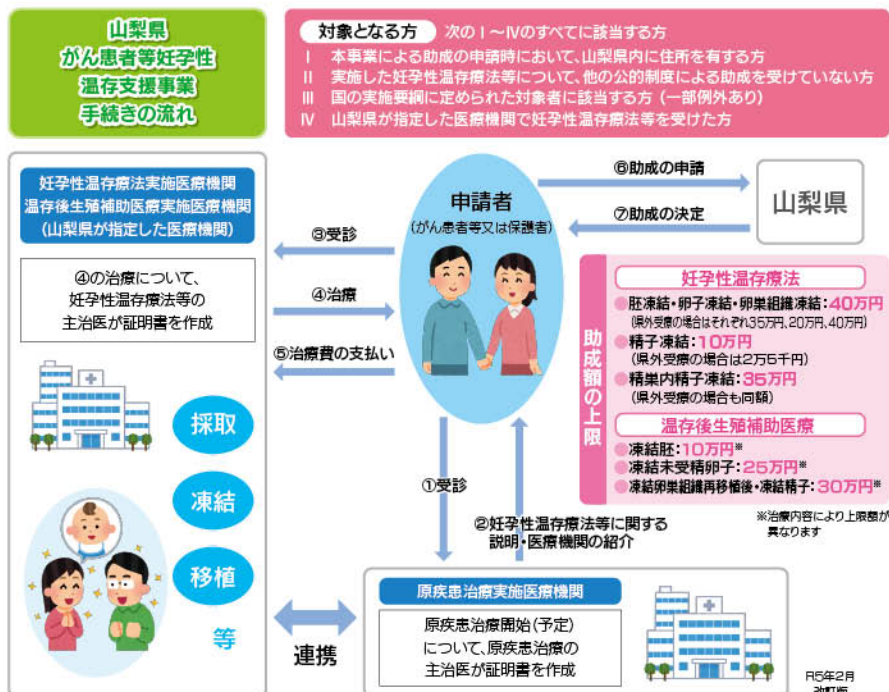 山梨県
がん患者等妊孕性
温存支援事業
手続きの流れ
対象となる方 次のⅠ～Ⅳのすべてに該当する方
Ⅰ 本事業による助成の申請時において、山梨県内に住所を有する方
Ⅱ 実施した妊孕性温存療法等について、他の公的制度による助成を受けていない方
Ⅲ 国の実施要綱に定められた対象者に該当する方（一部例外あり）
Ⅳ 山梨県が指定した医療機関で妊孕性温存療法等を受けた方
妊孕性温存療法実施医療機関
温存後生殖補助医療実施医療機関
(山梨県が指定した医療機関)
④の治療について、
妊孕性温存療法等の
主治医が証明書を作成
採取
凍結
移植
等
③受診
④治療
⑤治療費の支払い
申請者
(がん患者等又は保護者)
⑥助成の申請
⑦助成の決定
山梨県
助成額の上限
妊孕性温存療法
●胚凍結・卵子凍結・卵巣組織凍結：40万円
(県外受療の場合はそれぞれ35万円、20万円、40万円)
●精子凍結：10万円
(県外受療の場合は2万5千円)
●精巣内精子凍結：35万円
(県外受療の場合も同額)
温存後生殖補助医療
●凍結胚：10万円※
●凍結未受精卵子：25万円※
●凍結卵巣組織再移植後・凍結精子：30万円※
※治療内容により上限額が
異なります
①受診
②妊孕性温存療法等に関する
説明・医療機関の紹介
連携
原疾患治療実施医療機関
原疾患治療開始(予定)
について、原疾患治療の
主治医が証明書を作成
R5年2月
改訂版